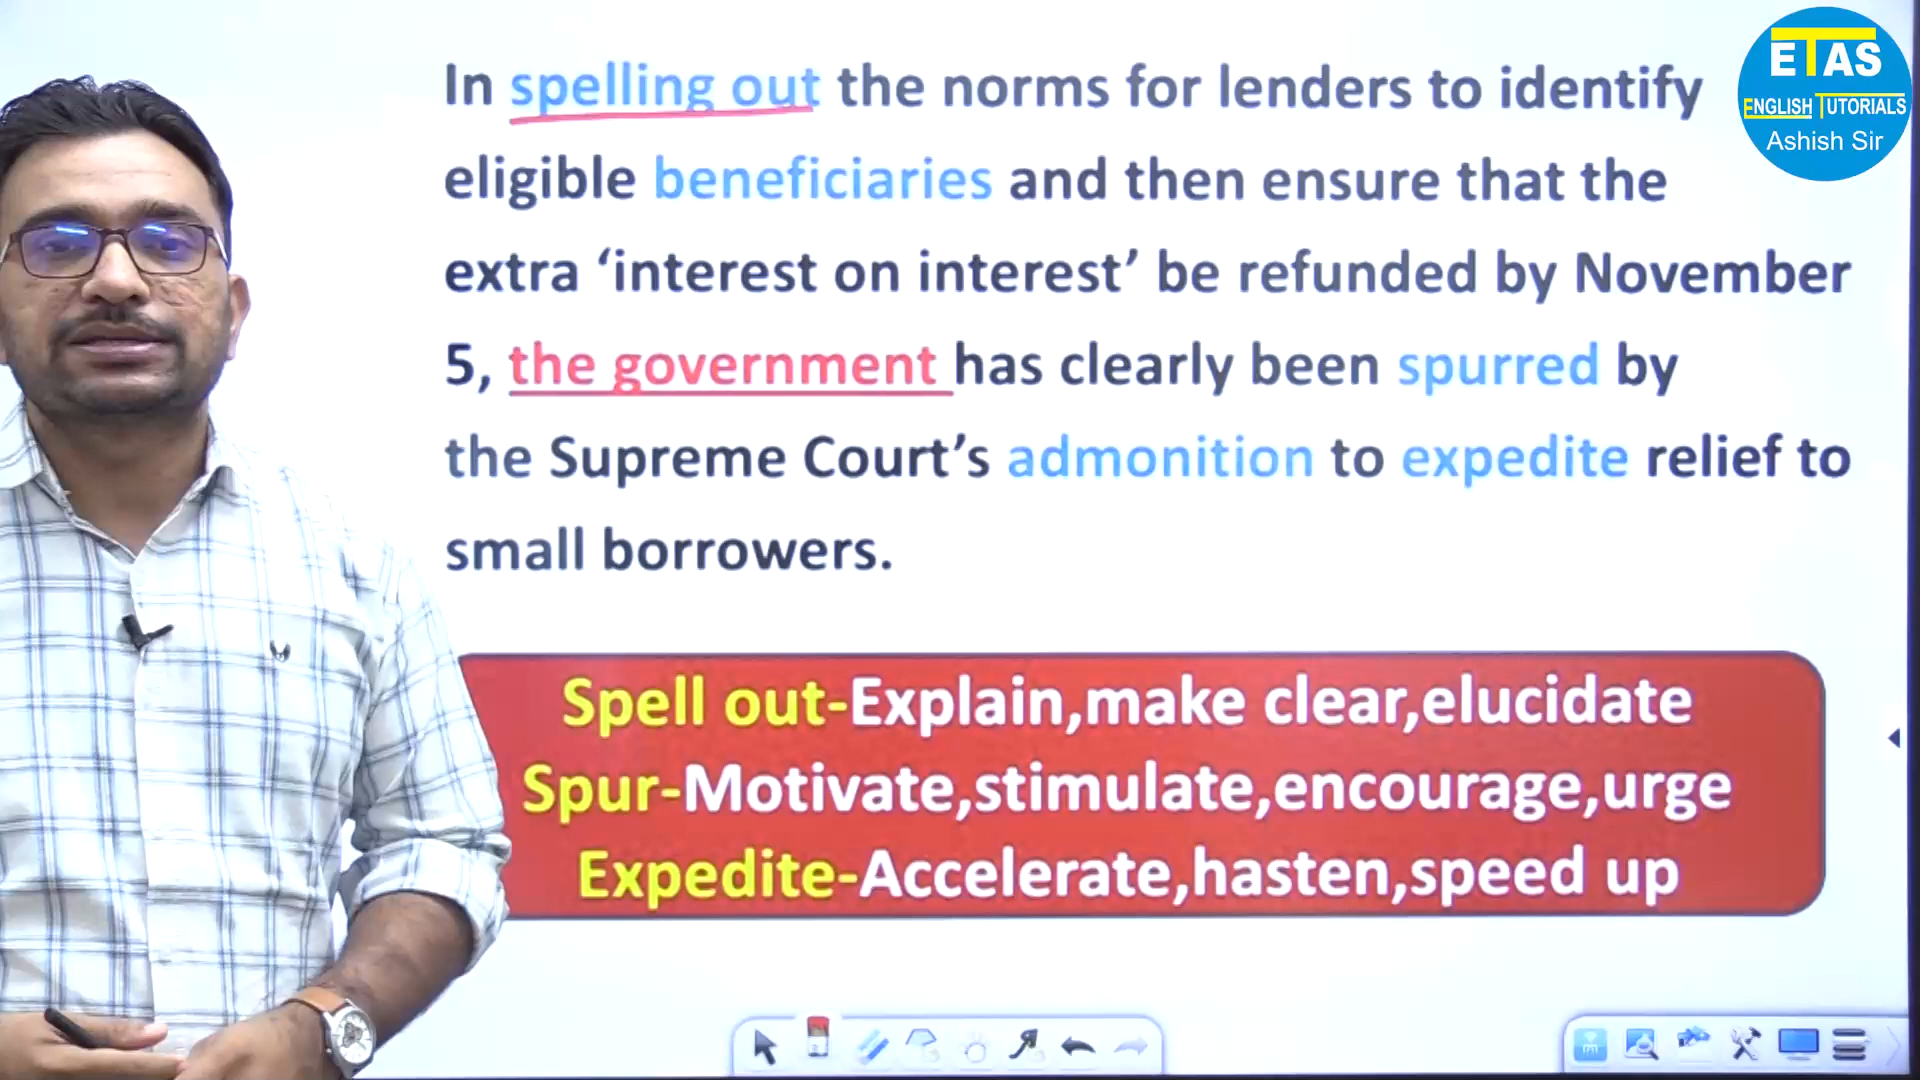 In spelling out the norms for lenders to identify
eligible beneficiaries and then ensure that the
extra ‘interest on interest’ be refunded by November
5, the government has clearly been spurred by
the Supreme Court’s admonition to expedite relief to
small borrowers.
Spell out-Explain,make clear,elucidate
Spur-Motivate,stimulate,encourage,urge
Expedite-Accelerate,hasten,speed up
ETAS
ENGLISH TUTORIALS
Ashish Sir